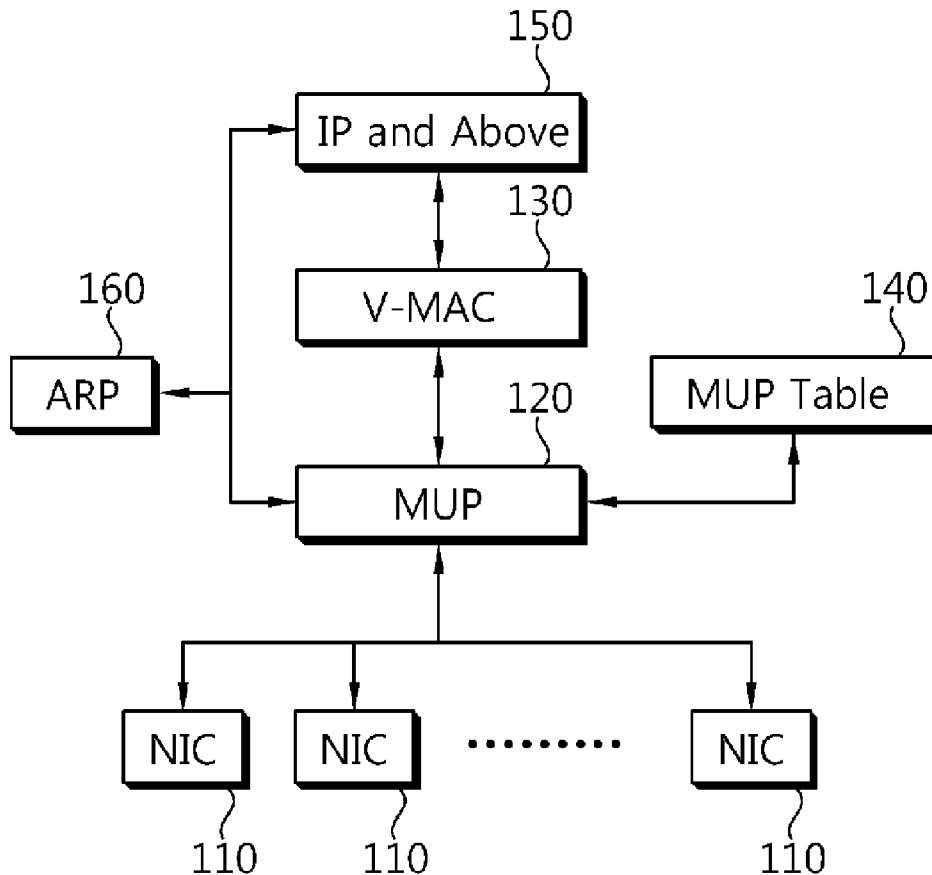 150
IP and Above
130
V-MAC
160
ARP
140
MUP Table
120
MUP
NIC
NIC
NIC
110
110
110